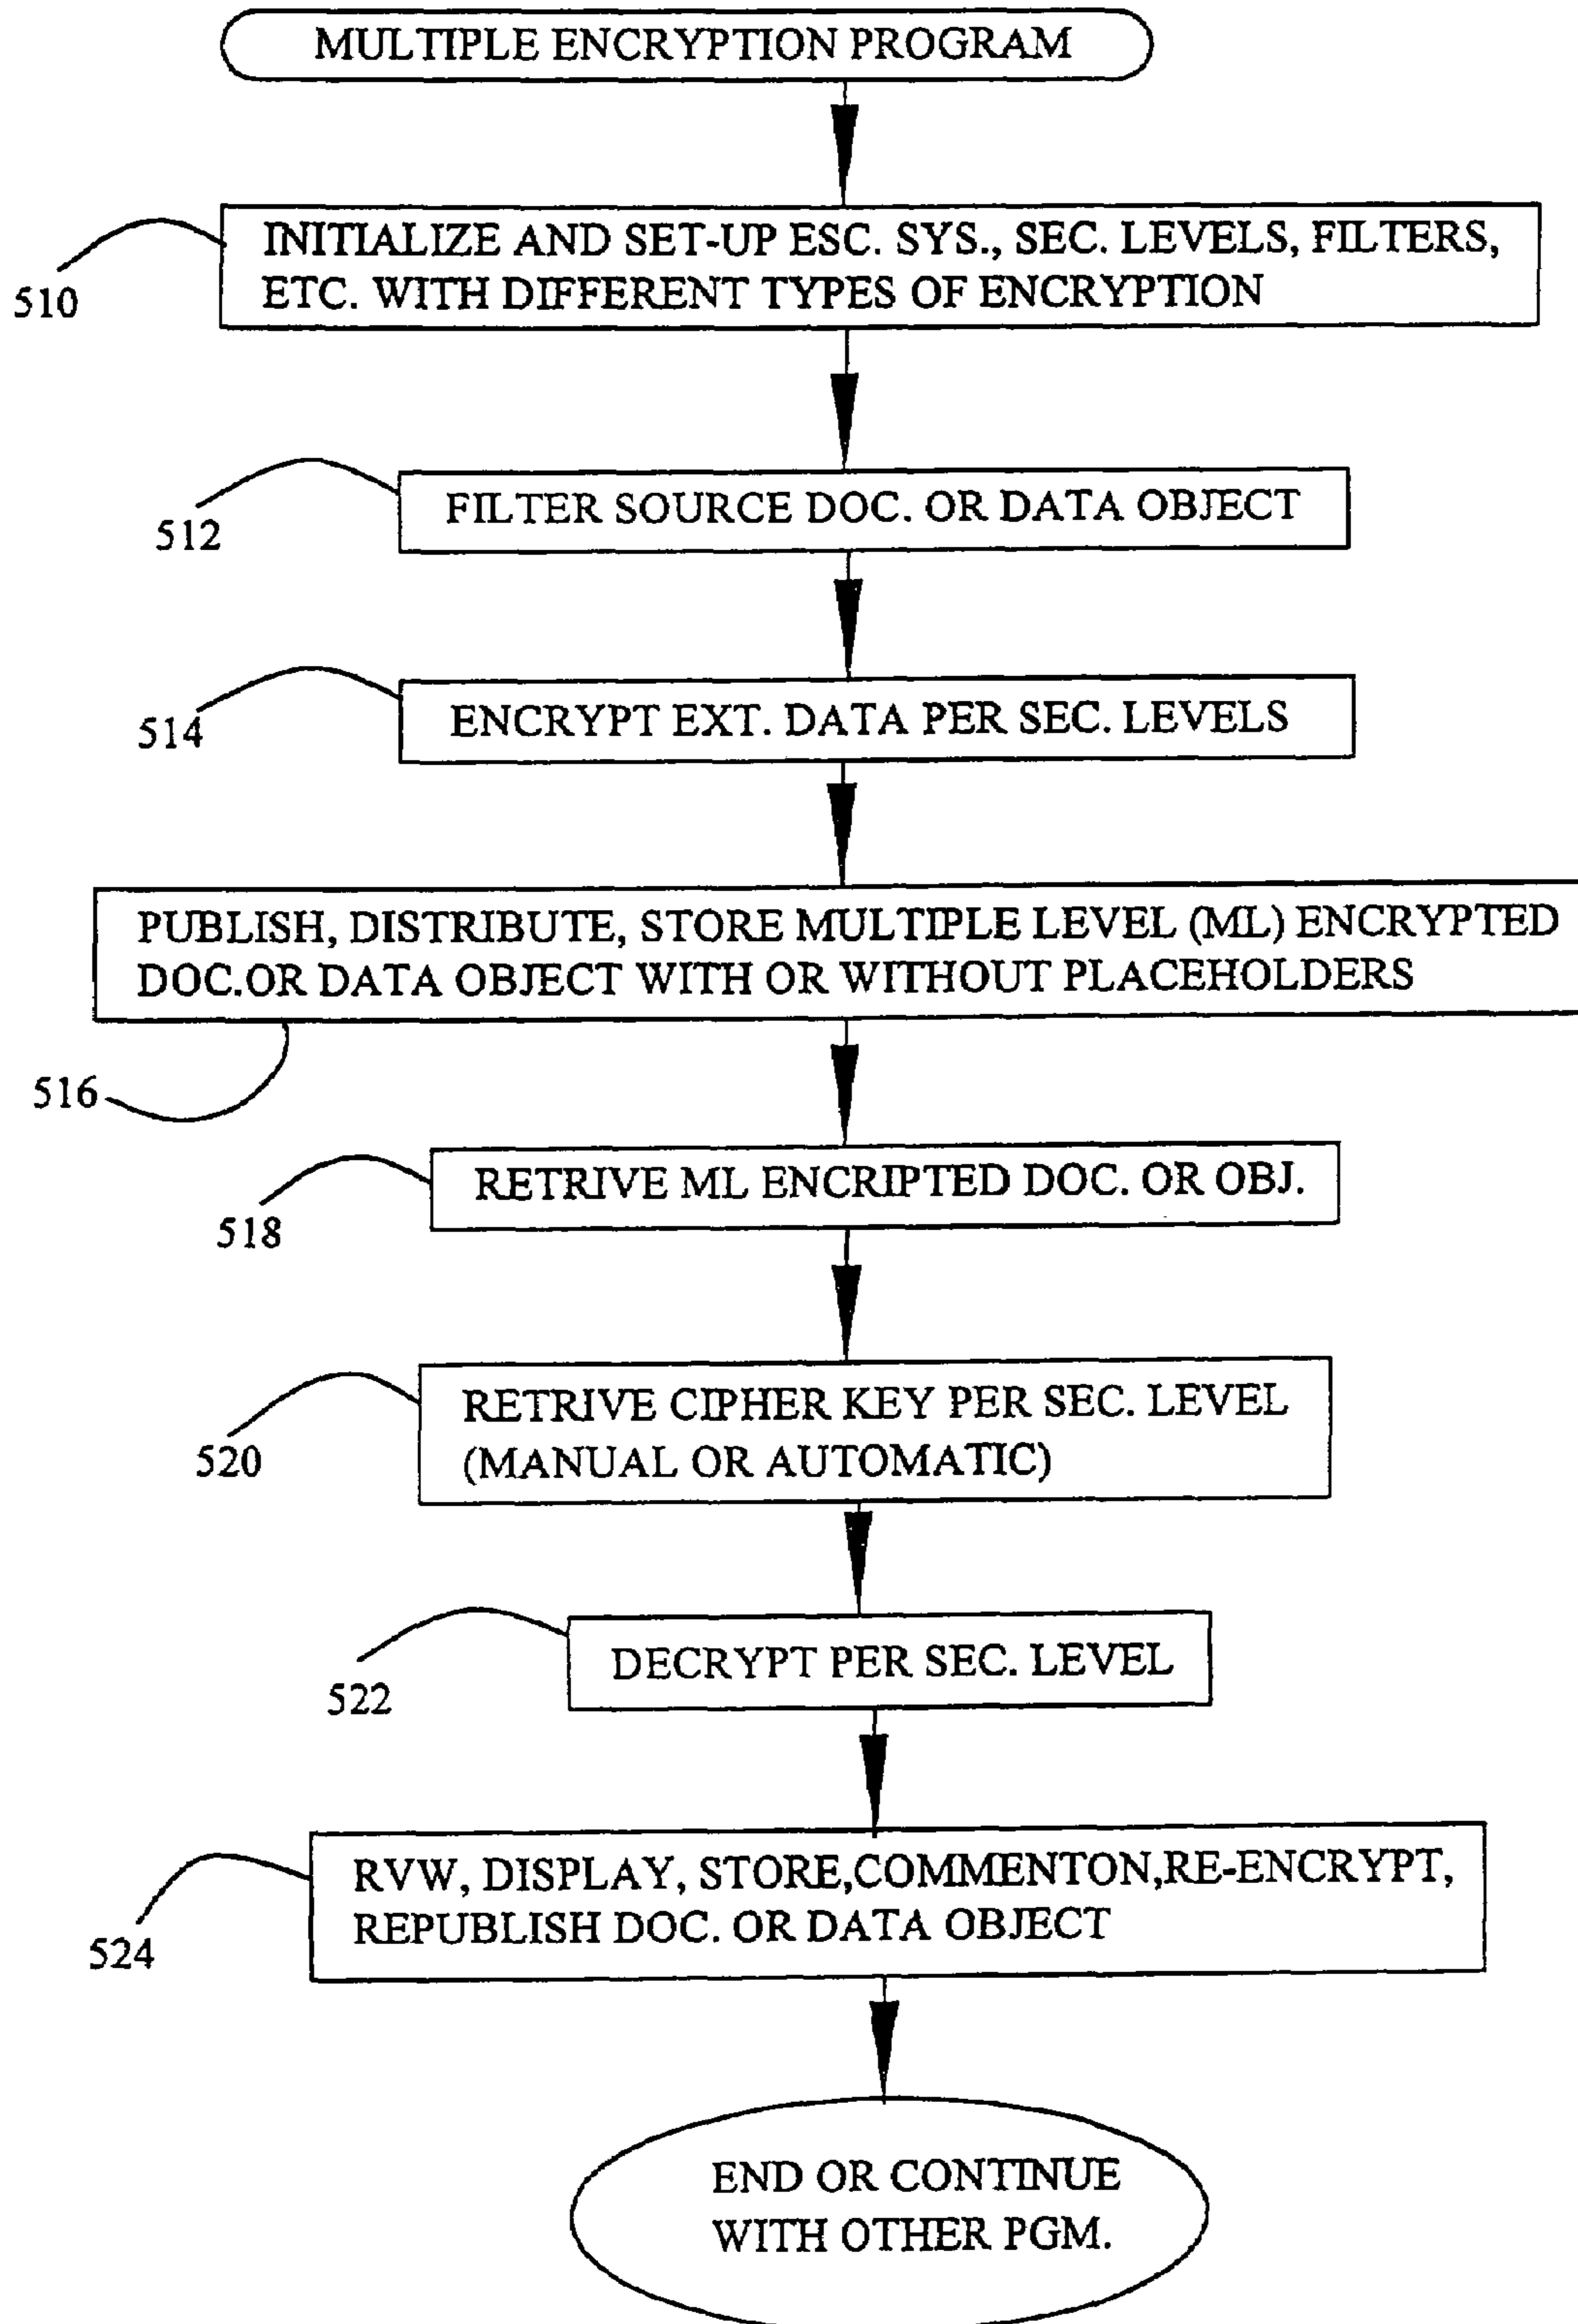 MULTIPLE ENCRYPTION PROGRAM
INITIALIZE AND SET-UP ESC. SYS., SEC. LEVELS, FILTERS,
ETC. WITH DIFFERENT TYPES OF ENCRYPTION
510
FILTER SOURCE DOC. OR DATA OBJECT
512
ENCRYPT EXT. DATA PER SEC. LEVELS
514
PUBLISH, DISTRIBUTE, STORE MULTIPLE LEVEL (ML) ENCRYPTED
DOC.OR DATA OBJECT WITH OR WITHOUT PLACEHOLDERS
516
RETRIVE ML ENCRIPTED DOC. OR OBJ.
518
RETRIVE CIPHER KEY PER SEC. LEVEL
(MANUAL OR AUTOMATIC)
520
DECRYPT PER SEC. LEVEL
522
RVW, DISPLAY, STORE,COMMENTON,RE-ENCRYPT,
REPUBLISH DOC. OR DATA OBJECT
524
END OR CONTINUE
WITH OTHER PGM.